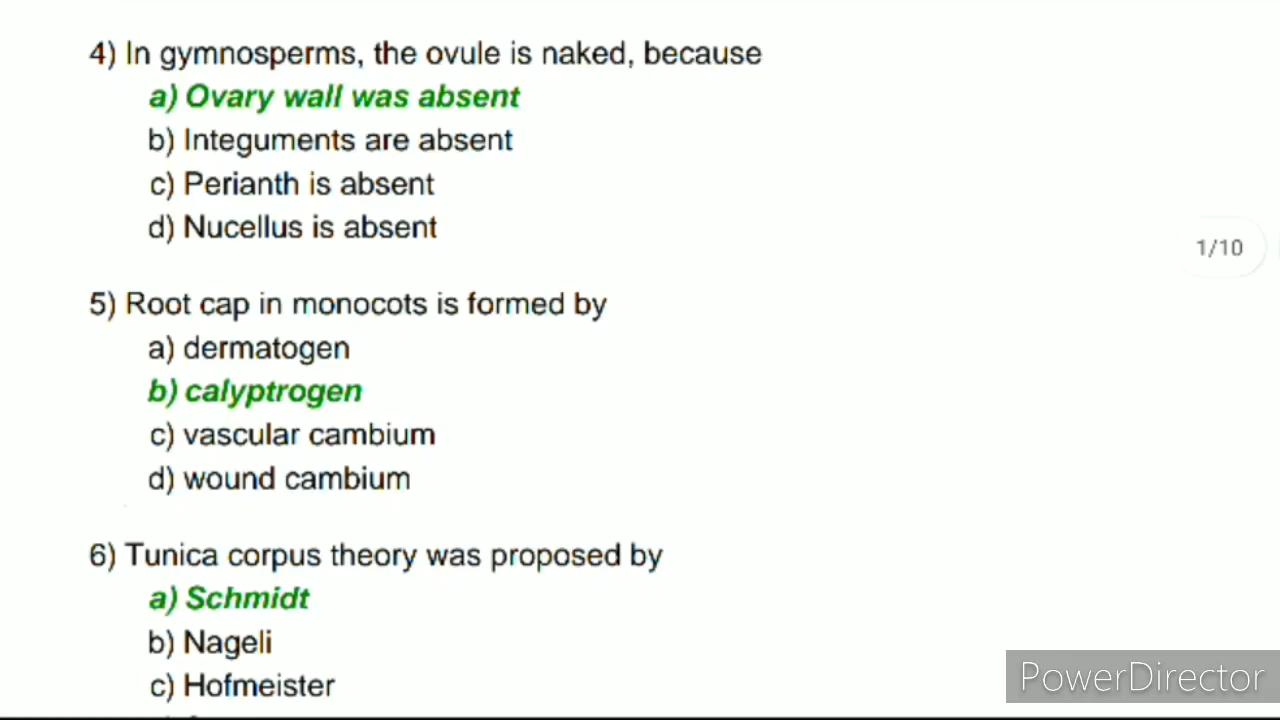 4) In gymnosperms, the ovule is naked, because
a) Ovary wall was absent
b) Integuments are absent
c) Perianth is absent
d) Nucellus is absent
1/10
5) Root cap in monocots is formed by
a) dermatogen
b) calyptrogen
c) vascular cambium
d) wound cambium
6) Tunica corpus theory was proposed by
a) Schmidt
b) Nageli
c) Hofmeister
PowerDirector